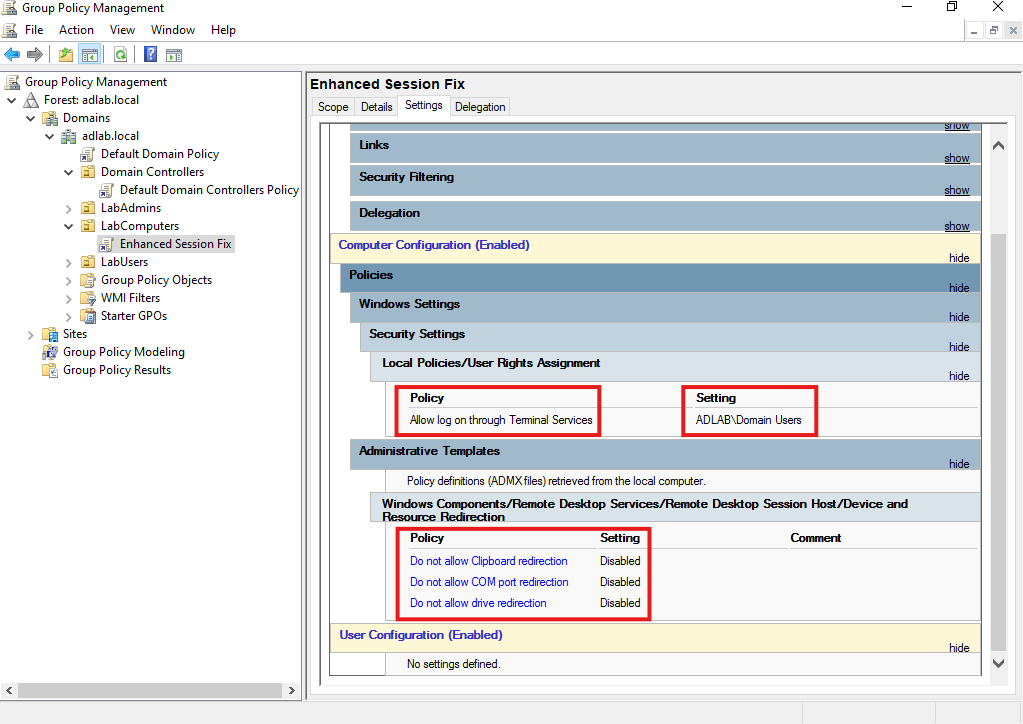 Group Policy Management
File Action View Window Help
Group Policy Management
Forest: adlab.local
Domains
adlab.local
Default Domain Policy
Domain Controllers
Default Domain Controllers Policy
LabAdmins
LabComputers
Enhanced Session Fix
LabUsers
Group Policy Objects
WMI Filters
Starter GPOs
Sites
Group Policy Modeling
Group Policy Results
Enhanced Session Fix
Scope Details Settings Delegation
show
Links
show
Security Filtering
show
Delegation
show
Computer Configuration (Enabled)
hide
Policies
hide
Windows Settings
hide
Security Settings
hide
Local Policies/User Rights Assignment
hide
Policy Setting
Allow log on through Terminal Services ADLAB\Domain Users
Administrative Templates
hide
Policy definitions (ADMX files) retrieved from the local computer.
Windows Components/Remote Desktop Services/Remote Desktop Session Host/Device and
Resource Redirection
hide
Policy Setting Comment
Do not allow Clipboard redirection Disabled
Do not allow COM port redirection Disabled
Do not allow drive redirection Disabled
User Configuration (Enabled)
hide
No settings defined.